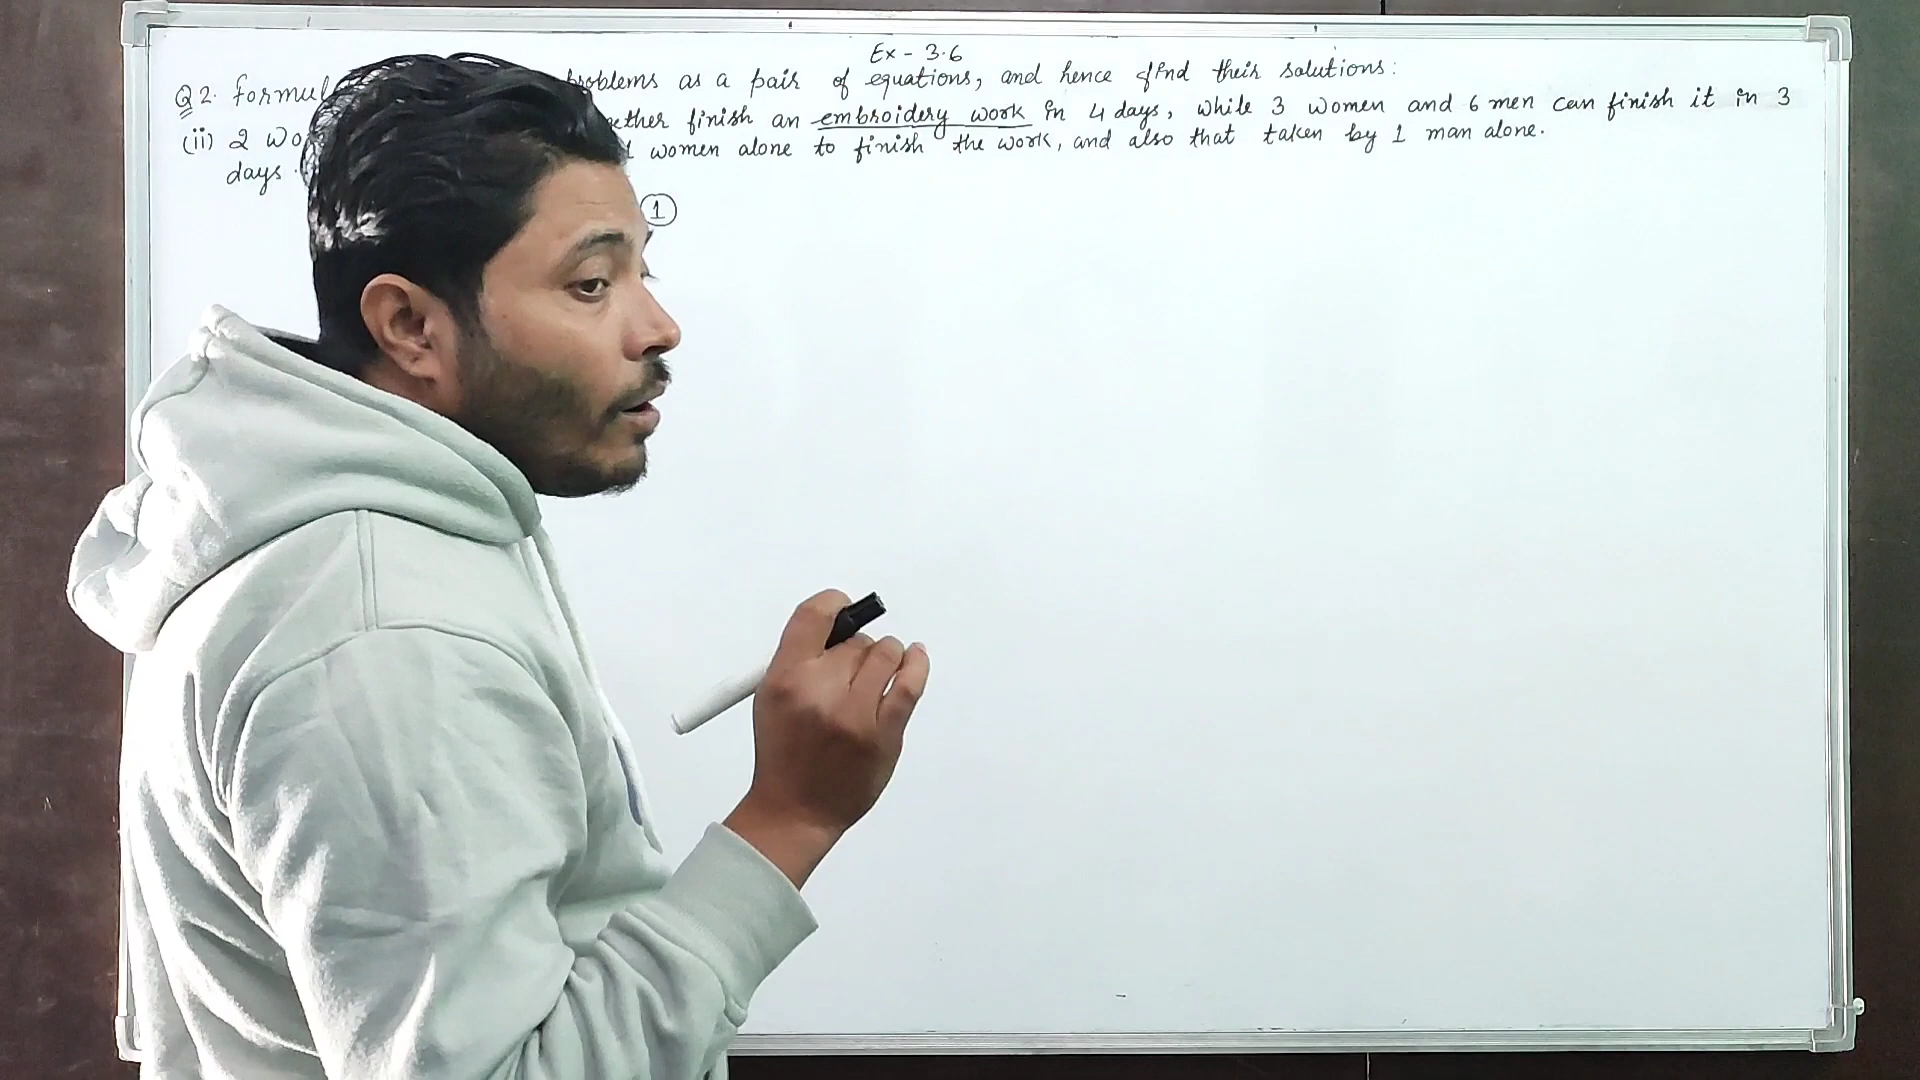 Ex - 3.6
Q2. formul problems as a pair of equations, and hence find their solutions:
(ii) 2 wo ether finish an embroidery work in 4 days, while 3 women and 6 men can finish it in 3
days. 1 women alone to finish the work, and also that taken by 1 man alone.
1